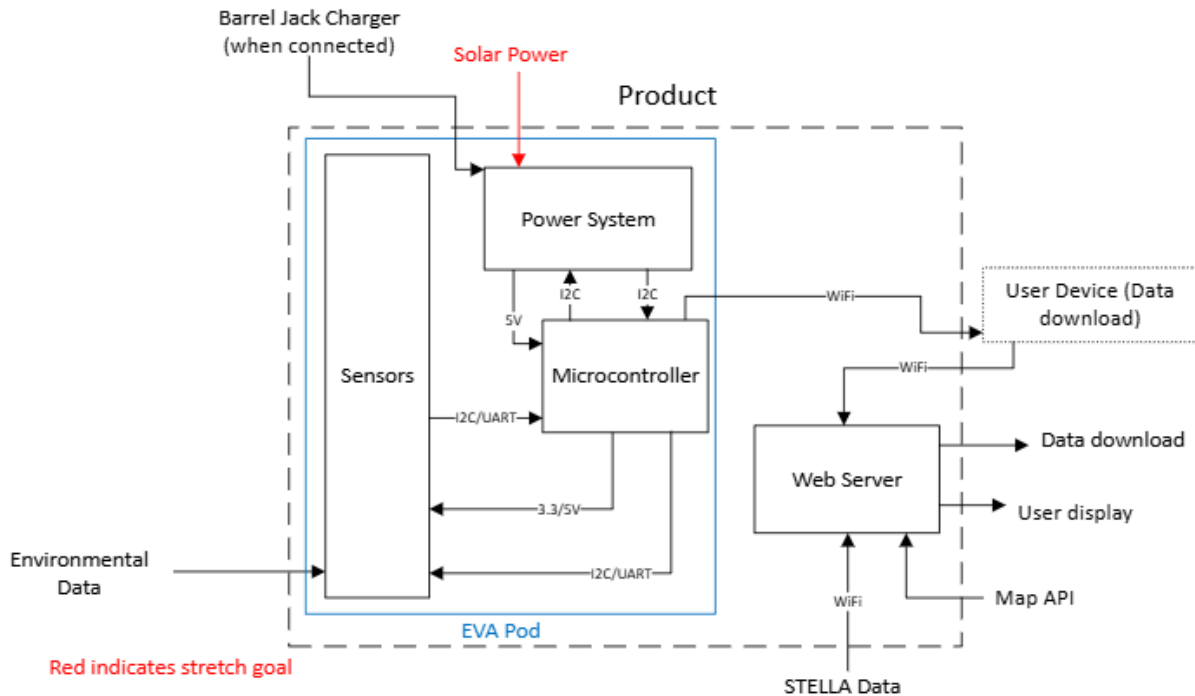 Barrel Jack Charger
(when connected)
Solar Power
Product
Power System
I2C
I2C
5V
WiFi
User Device (Data
download)
Sensors
Microcontroller
WiFi
I2C/UART
Data download
Web Server
3.3/5V
User display
Environmental
Data
I2C/UART
WiFi
Map API
EVA Pod
Red indicates stretch goal
STELLA Data